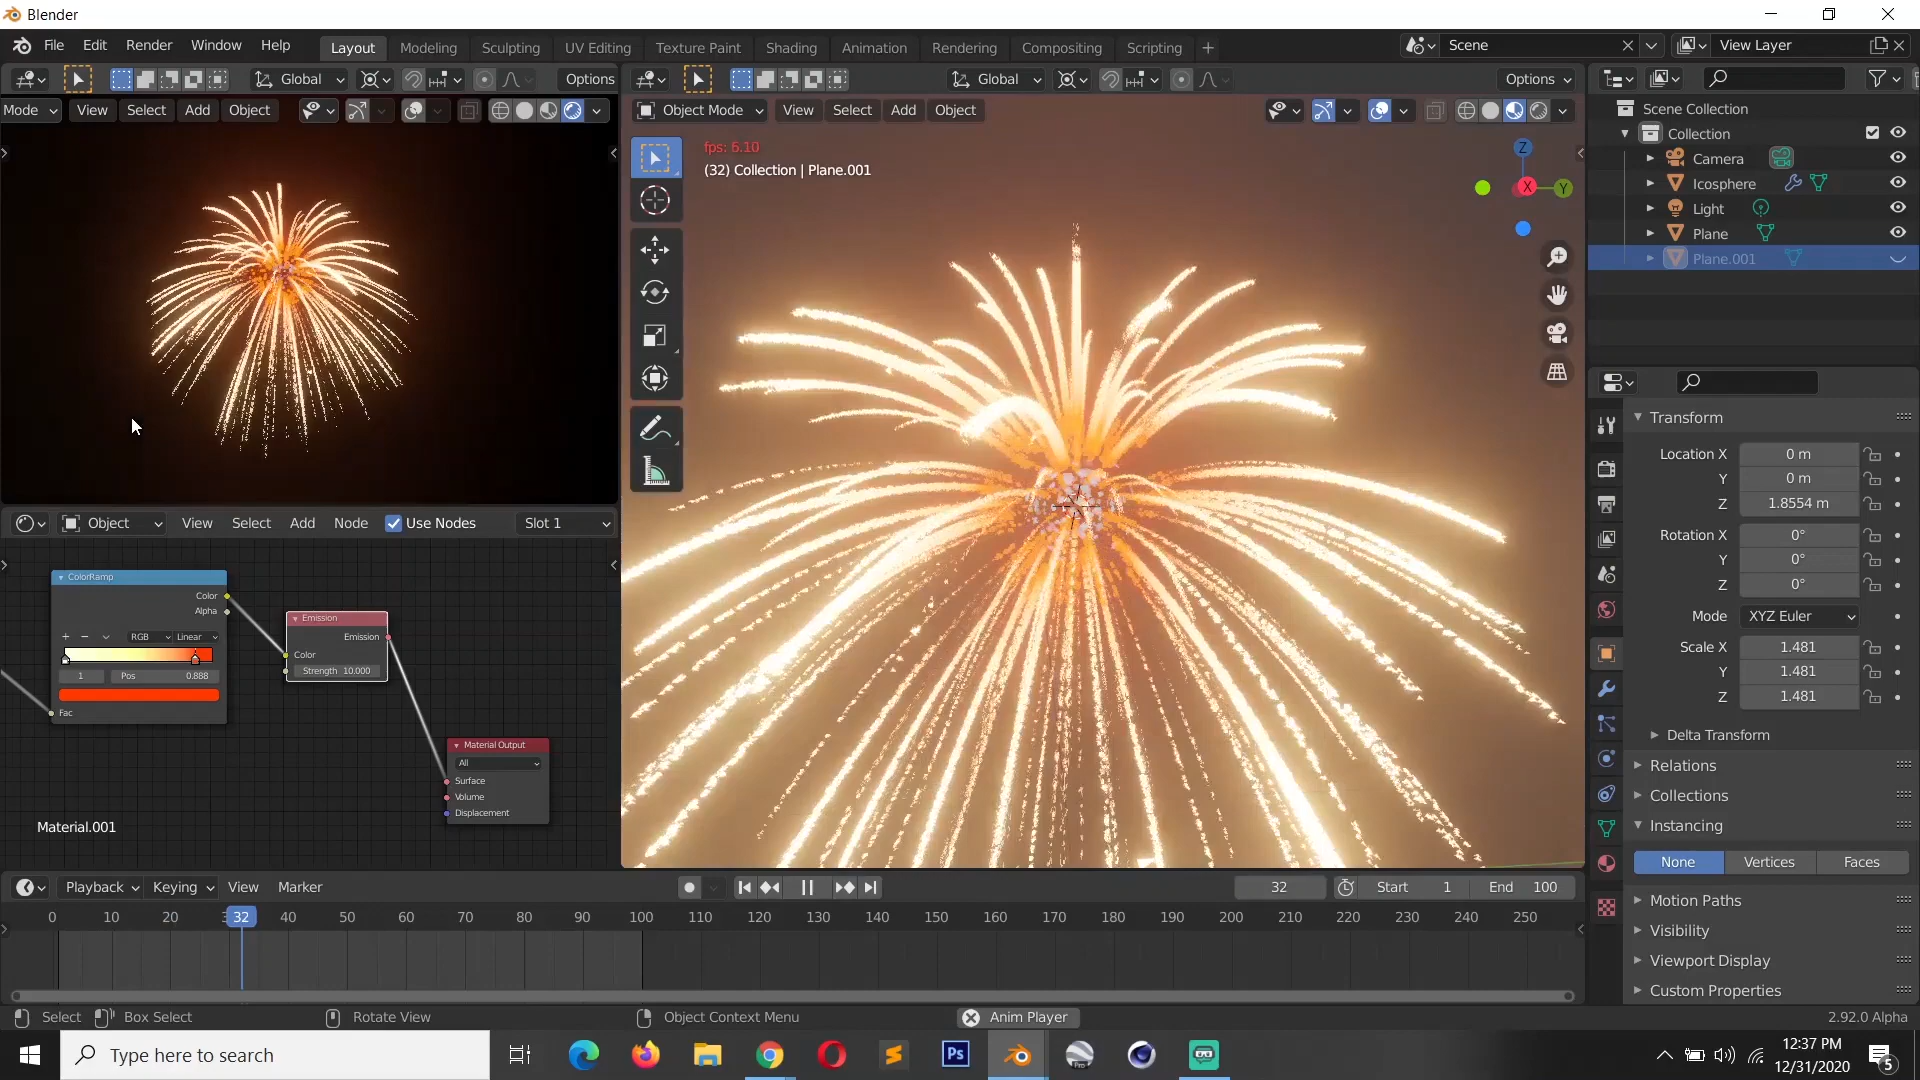 Blender
File Edit Render Window Help Layout Modeling Sculpting UV Editing Texture Paint Shading Animation Rendering Compositing Scripting + Scene View Layer
Global Options Global Options
Mode View Select Add Object Object Mode View Select Add Object
fps: 5.10
(32) Collection | Plane.001
Z
X
Y
Scene Collection
Collection
Camera
Icosphere
Light
Plane
Plane.001
Object View Select Add Node Use Nodes Slot 1
ColorRamp
Color
Alpha
RGB Linear
1 Pos 0.888
Fac
Emission
Emission
Color
Strength 10.000
Material Output
All
Surface
Volume
Displacement
Material.001
Transform
Location X 0 m
Y 0 m
Z 1.8554 m
Rotation X 0°
Y 0°
Z 0°
Mode XYZ Euler
Scale X 1.481
Y 1.481
Z 1.481
Delta Transform
Relations
Collections
Instancing
None Vertices Faces
Motion Paths
Visibility
Viewport Display
Custom Properties
Playback Keying View Marker 32 Start 1 End 100
0 10 20 32 40 50 60 70 80 90 100 110 120 130 140 150 160 170 180 190 200 210 220 230 240 250
Select Box Select Rotate View Object Context Menu Anim Player 2.92.0 Alpha
Type here to search
Ps
Pro
12:37 PM
12/31/2020
5